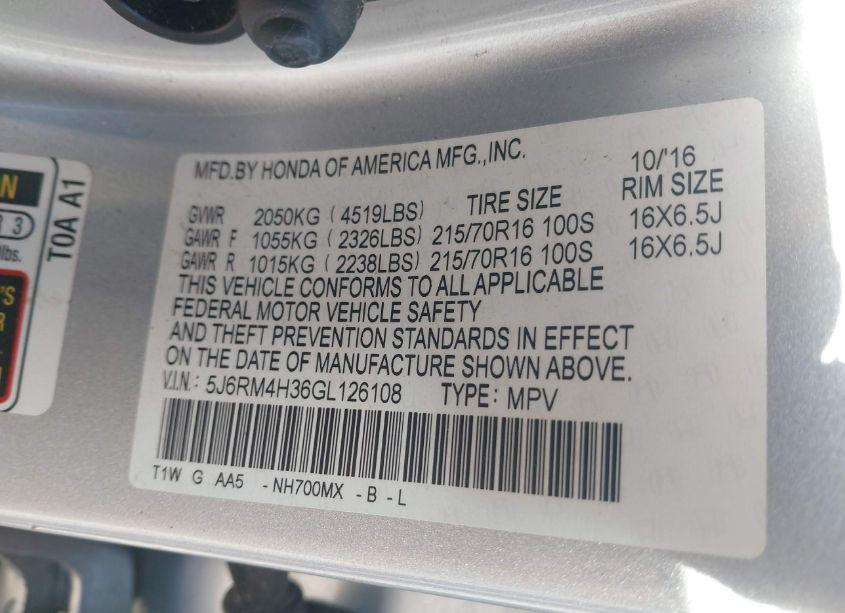 MFD.BY HONDA OF AMERICA MFG.,INC. 10/'16
TIRE SIZE RIM SIZE
GVWR 2050KG ( 4519LBS)
GAWR F 1055KG ( 2326LBS) 215/70R16 100S 16X6.5J
GAWR R 1015KG ( 2238LBS) 215/70R16 100S 16X6.5J
THIS VEHICLE CONFORMS TO ALL APPLICABLE
FEDERAL MOTOR VEHICLE SAFETY
AND THEFT PREVENTION STANDARDS IN EFFECT
ON THE DATE OF MANUFACTURE SHOWN ABOVE.
V.I.N.: 5J6RM4H36GL126108 TYPE: MPV
T1W G AA5 -NH700MX -B -L
T0A A1
N
3
lbs.
'S
R